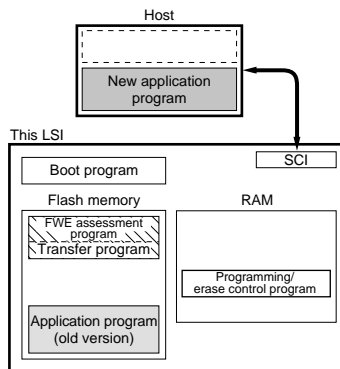 Host
New application
program
This LSI
SCI
Boot program
Flash memory
RAM
FWE assessment
program
Transfer program
Programming/
erase control program
Application program
(old version)